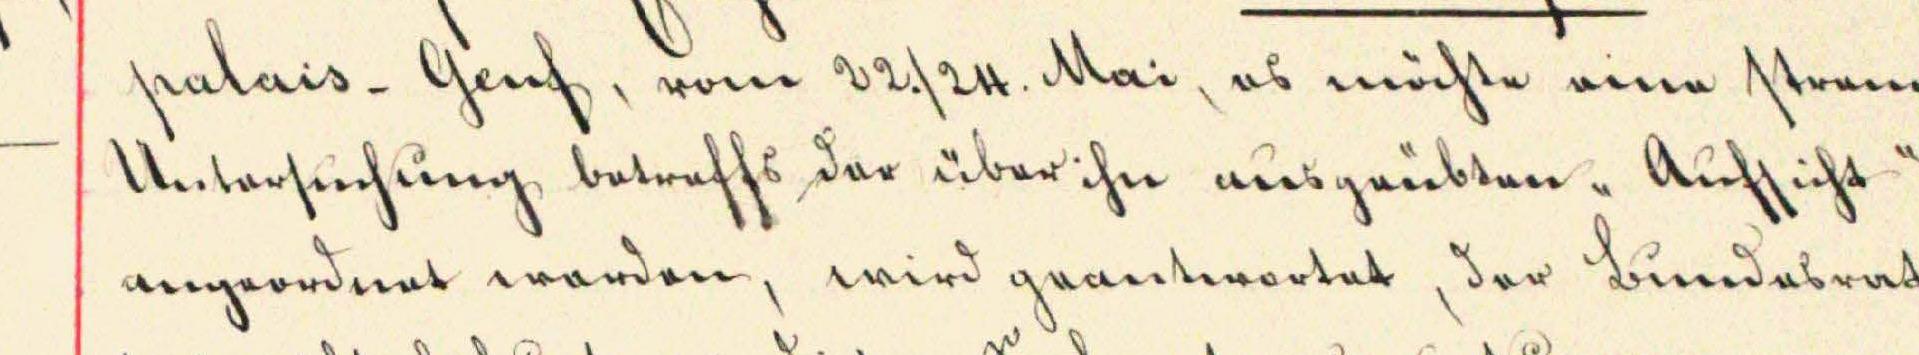 palais-Genf, vom 22./24. Mai, es möchte eine stren
Untersuchung betreffs der über ihn ausgeübten „Aufsicht“
angeordnet werden, wird geantwortet, der Bundesrat